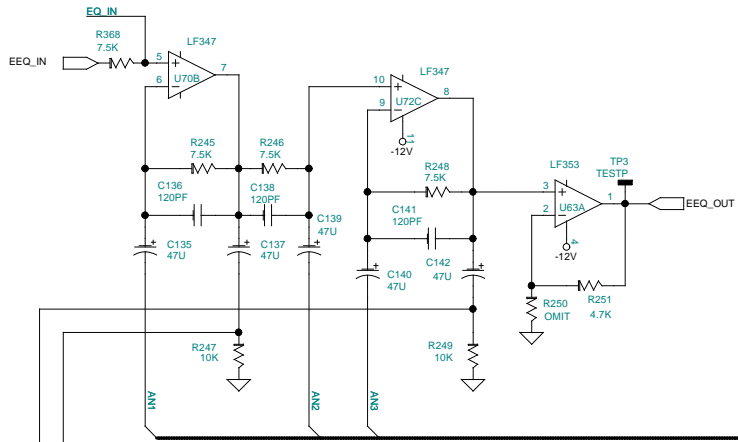 EQ_IN
R368
7.5K
EEQ_IN
LF347
5
6
7
U70B
LF347
10
9
8
U72C
11
-12V
R245
7.5K
R246
7.5K
R248
7.5K
C136
120PF
C138
120PF
C139
47U
C141
120PF
C135
47U
C137
47U
C140
47U
C142
47U
LF353
3
2
1
U63A
4
-12V
TP3
TESTP
EEQ_OUT
R250
OMIT
R251
4.7K
R247
10K
R249
10K
AN1
AN2
AN3